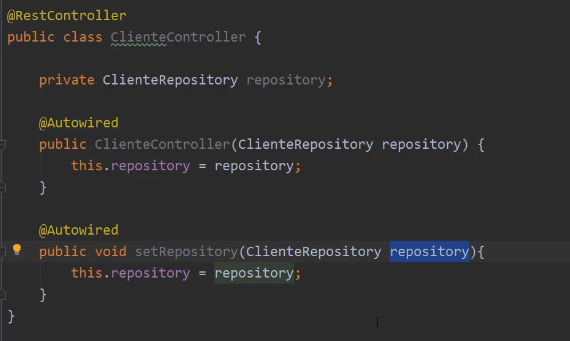 @RestController
public class ClienteController {
private ClienteRepository repository;
@Autowired
public ClienteController(ClienteRepository repository) {
this.repository = repository;
}
@Autowired
public void setRepository(ClienteRepository repository){
this.repository = repository;
}
}